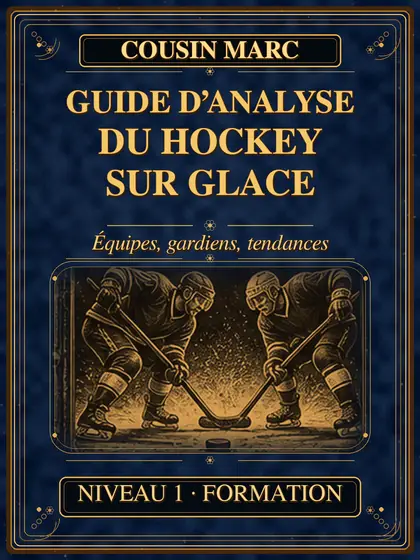 COUSIN MARC
GUIDE D’ANALYSE
DU HOCKEY
SUR GLACE
Équipes, gardiens, tendances
NIVEAU 1 · FORMATION